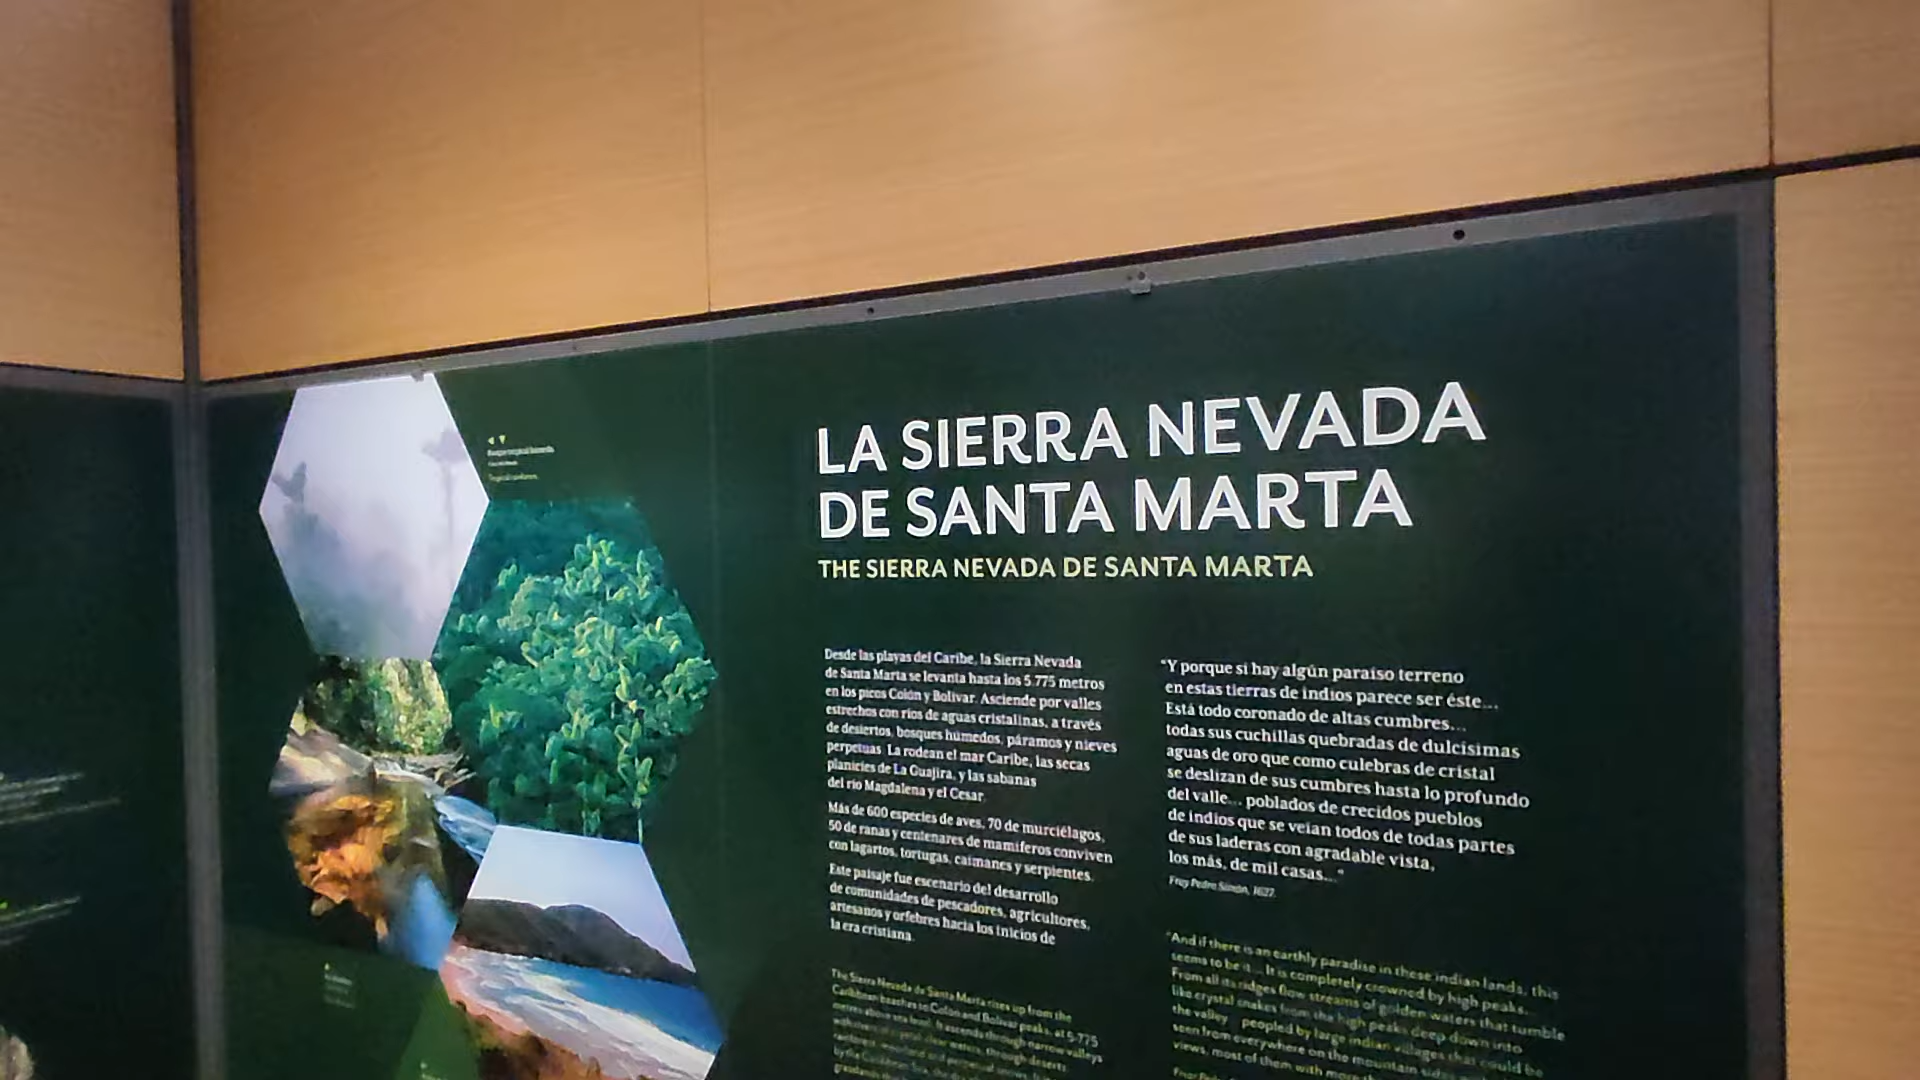 Bosque tropical húmedo
LA SIERRA NEVADA
DE SANTA MARTA
THE SIERRA NEVADA DE SANTA MARTA
Desde las playas del Caribe, la Sierra Nevada
de Santa Marta se levanta hasta los 5.775 metros
en los picos Colón y Bolívar. Asciende por valles
estrechos con ríos de aguas cristalinas, a través
de desiertos, bosques húmedos, páramos y nieves
perpetuas. La rodean el mar Caribe, las secas
planicies de La Guajira, y las sabanas
del río Magdalena y el Cesar.
Más de 600 especies de aves, 70 de murciélagos,
50 de ranas y centenares de mamíferos conviven
con lagartos, tortugas, caimanes y serpientes.
Este paisaje fue escenario del desarrollo
de comunidades de pescadores, agricultores,
artesanos y orfebres hacia los inicios de
la era cristiana.
The Sierra Nevada de Santa Marta rises up from the
Caribbean beaches to Colón and Bolívar peaks, at 5.775
metres above sea level. It ascends through narrow valleys
"Y porque si hay algún paraíso terreno
en estas tierras de indios parece ser éste...
Está todo coronado de altas cumbres...
todas sus cuchillas quebradas de dulcísimas
aguas de oro que como culebras de cristal
se deslizan de sus cumbres hasta lo profundo
del valle... poblados de crecidos pueblos
de indios que se veían todos de todas partes
de sus laderas con agradable vista,
los más, de mil casas..."
Fray Pedro Simón, 1627.
"And if there is an earthly paradise in these indian lands, this
seems to be it... It is completely crowned by high peaks...
From all its ridges flow streams of golden waters that tumble
like crystal snakes from the high peaks deep down into
the valley peopled by large indian villages that could be
seen from everywhere on the mountain sides
views, most of them with more
Fray Pedro